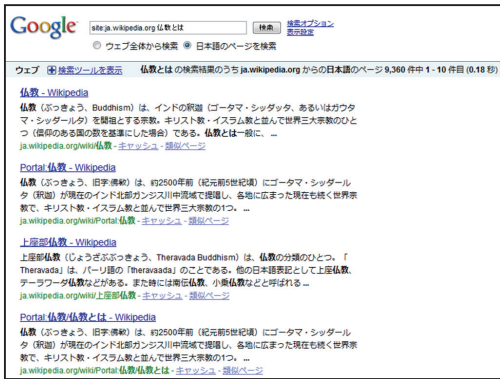 Google
site:ja.wikipedia.org 仏教とは 検索 検索オプション
表示設定
ウェブ全体から検索 日本語のページを検索
ウェブ 検索ツールを表示 仏教とは の検索結果のうち ja.wikipedia.org からの日本語のページ 9,360 件中 1 - 10 件目 (0.18 秒)
仏教 - Wikipedia
仏教（ぶっきょう、Buddhism）は、インドの釈迦（ゴータマ・シッダッタ、あるいはガウタ
マ・シッダールタ）を開祖とする宗教。キリスト教・イスラム教と並んで世界三大宗教のひと
つ（信仰のある国の数を基準にした場合）である。仏教とは一般に、 ...
ja.wikipedia.org/wiki/仏教 - キャッシュ - 類似ページ
Portal:仏教 - Wikipedia
仏教（ぶっきょう、旧字:佛敎）は、約2500年前（紀元前5世紀頃）にゴータマ・シッダール
タ（釈迦）が現在のインド北部ガンジス川中流域で提唱し、各地に広まった現在も続く世界宗
教で、キリスト教・イスラム教と並んで世界三大宗教の1つ。 ...
ja.wikipedia.org/wiki/Portal:仏教 - キャッシュ - 類似ページ
上座部仏教 - Wikipedia
上座部仏教（じょうざぶぶっきょう、Theravada Buddhism）は、仏教の分類のひとつ。「
Theravada」は、パーリ語の「theravaada」のことである。他の日本語表記として上座仏教、
テーラワーダ仏教などがある。また時には南伝仏教、小乗仏教などと呼ばれる ...
ja.wikipedia.org/wiki/上座部仏教 - キャッシュ - 類似ページ
Portal:仏教/仏教とは - Wikipedia
仏教（ぶっきょう、旧字:佛敎）は、約2500年前（紀元前5世紀頃）にゴータマ・シッダール
タ（釈迦）が現在のインド北部ガンジス川中流域で提唱し、各地に広まった現在も続く世界宗
教で、キリスト教・イスラム教と並んで世界三大宗教の1つ。 ...
ja.wikipedia.org/wiki/Portal:仏教/仏教とは - キャッシュ - 類似ページ